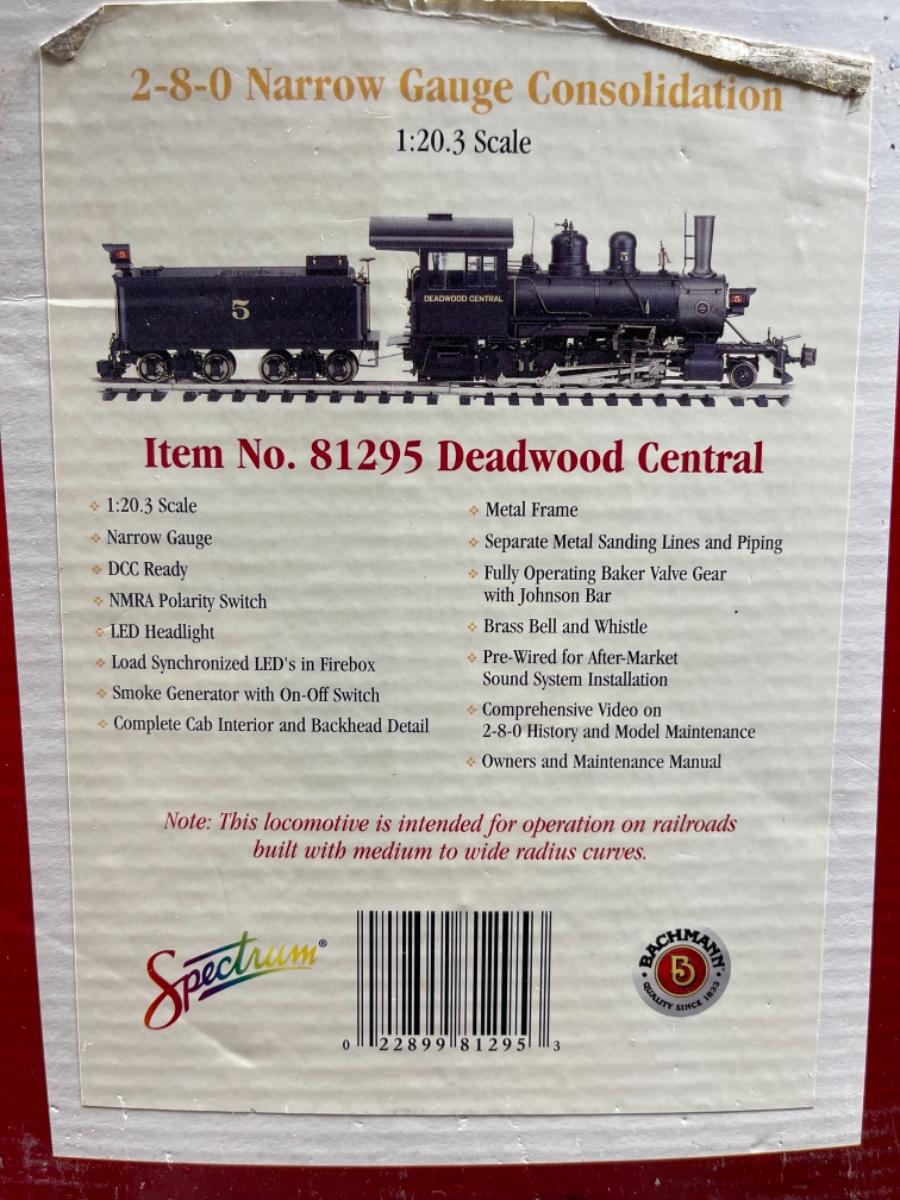 2-8-0 Narrow Gauge Consolidation
1:20.3 Scale
5
5
DEADWOOD CENTRAL
5
5
Item No. 81295 Deadwood Central
1:20.3 Scale
Narrow Gauge
DCC Ready
NMRA Polarity Switch
LED Headlight
Load Synchronized LED's in Firebox
Smoke Generator with On-Off Switch
Complete Cab Interior and Backhead Detail
Metal Frame
Separate Metal Sanding Lines and Piping
Fully Operating Baker Valve Gear
with Johnson Bar
Brass Bell and Whistle
Pre-Wired for After-Market
Sound System Installation
Comprehensive Video on
2-8-0 History and Model Maintenance
Owners and Maintenance Manual
Note: This locomotive is intended for operation on railroads
built with medium to wide radius curves.
Spectrum®
0 22899 81295 3
BACHMANN®
B
QUALITY SINCE 1833